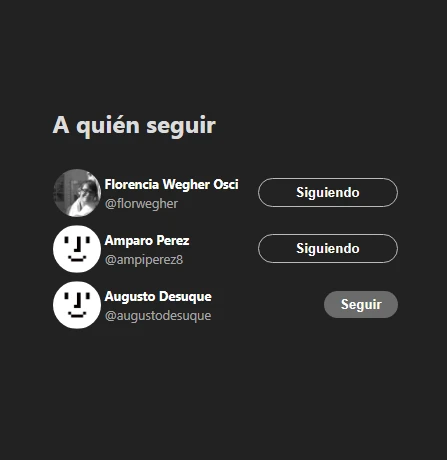 A quién seguir
Florencia Wegher Osci
Siguiendo
@florwegher
Amparo Perez
Siguiendo
@ampiperez8
Augusto Desuque
Seguir
@augustodesuque